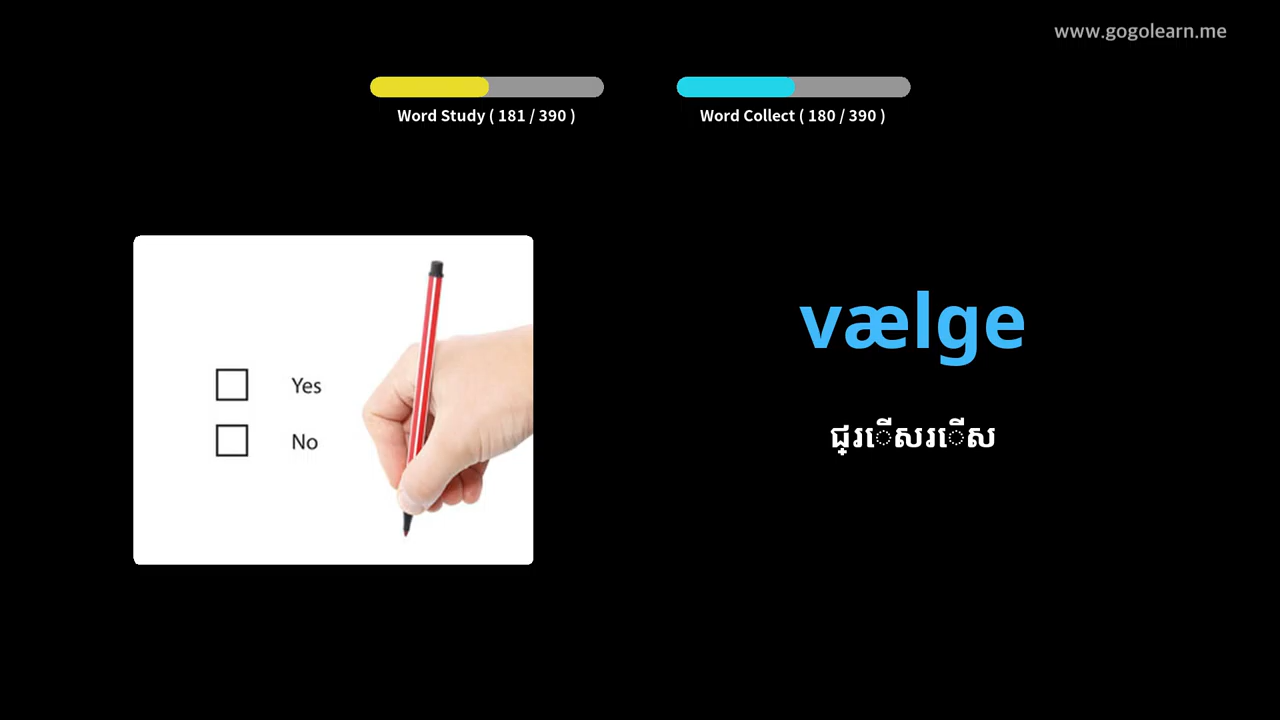 www.gogolearn.me
Word Study ( 181 / 390 )
Word Collect ( 180 / 390 )
Yes
No
vælge
ជ្រើសរើស